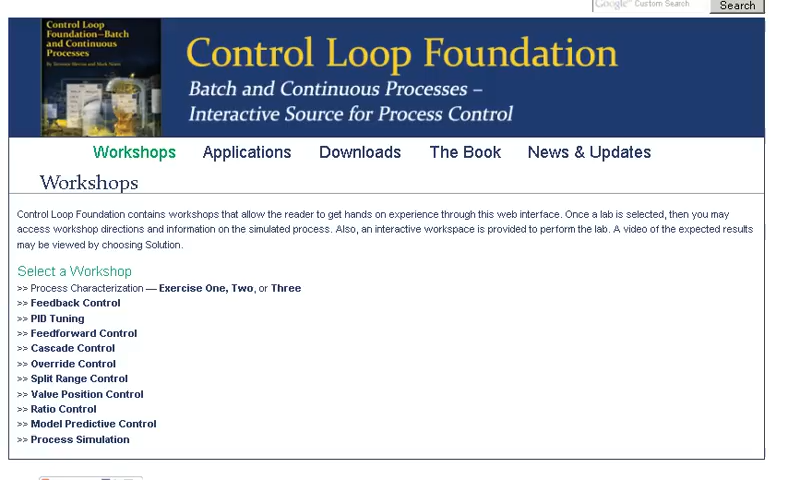 Google™ Custom Search
Search
Control Loop
Foundation—Batch
and Continuous
Processes
Control Loop Foundation
Batch and Continuous Processes –
Interactive Source for Process Control
Workshops Applications Downloads The Book News & Updates
Workshops
Control Loop Foundation contains workshops that allow the reader to get hands on experience through this web interface. Once a lab is selected, then you may
access workshop directions and information on the simulated process. Also, an interactive workspace is provided to perform the lab. A video of the expected results
may be viewed by choosing Solution.
Select a Workshop
>> Process Characterization — Exercise One, Two, or Three
>> Feedback Control
>> PID Tuning
>> Feedforward Control
>> Cascade Control
>> Override Control
>> Split Range Control
>> Valve Position Control
>> Ratio Control
>> Model Predictive Control
>> Process Simulation